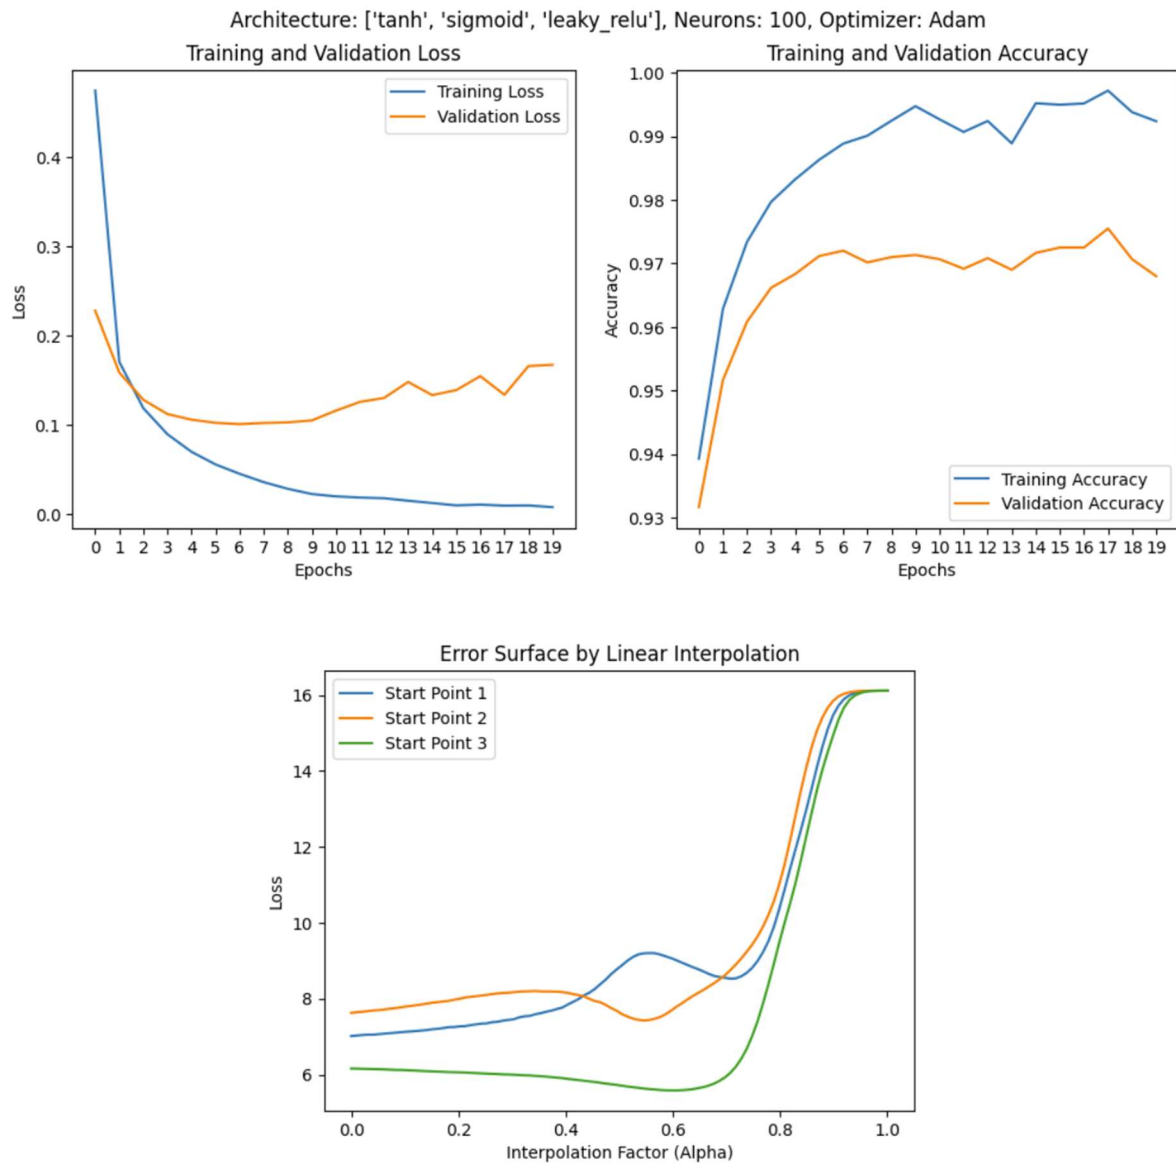 Architecture: ['tanh', 'sigmoid', 'leaky_relu'], Neurons: 100, Optimizer: Adam
Training and Validation Loss
Training Loss
Validation Loss
Loss
0.4
0.3
0.2
0.1
0.0
0 1 2 3 4 5 6 7 8 9 10 11 12 13 14 15 16 17 18 19
Epochs
Training and Validation Accuracy
1.00
0.99
0.98
0.97
0.96
0.95
0.94
0.93
Accuracy
Training Accuracy
Validation Accuracy
0 1 2 3 4 5 6 7 8 9 10 11 12 13 14 15 16 17 18 19
Epochs
Error Surface by Linear Interpolation
Start Point 1
Start Point 2
Start Point 3
Loss
16
14
12
10
8
6
0.0 0.2 0.4 0.6 0.8 1.0
Interpolation Factor (Alpha)